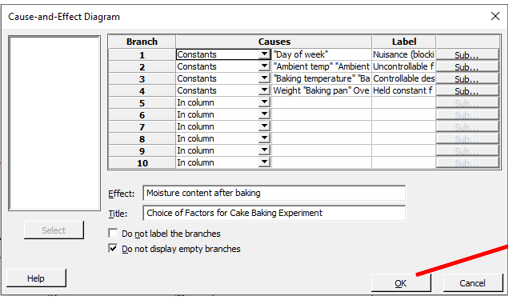 Cause-and-Effect Diagram
Branch Causes Label
1 Constants "Day of week" Nuisance (blocki Sub...
2 Constants "Ambient temp" "Ambient Uncontrollable f Sub...
3 Constants "Baking temperature" "Ba Controllable des Sub...
4 Constants Weight "Baking pan" Ove Held constant f Sub...
5 In column Sub...
6 In column Sub...
7 In column Sub...
8 In column Sub...
9 In column Sub...
10 In column Sub...
Effect: Moisture content after baking
Title: Choice of Factors for Cake Baking Experiment
Select
Do not label the branches
Do not display empty branches
Help
OK Cancel